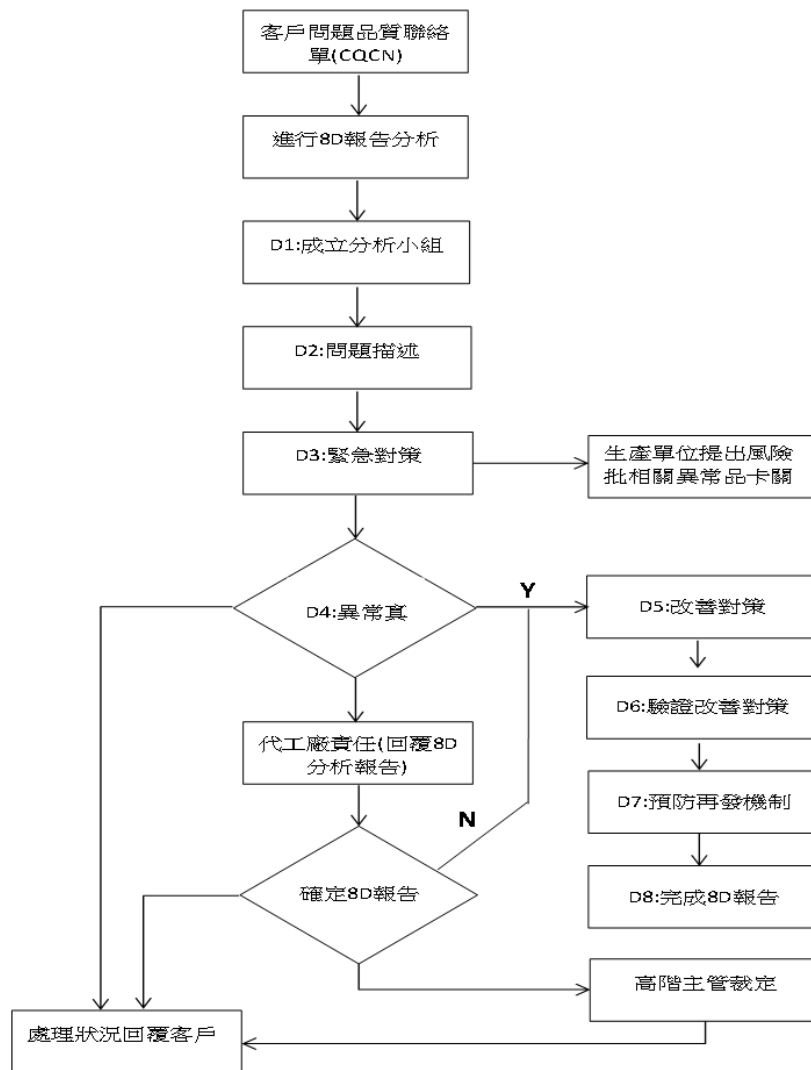 客戶問題品質聯絡
單(CQCN)
進行8D報告分析
D1:成立分析小組
D2:問題描述
D3:緊急對策
生產單位提出風險
批相關異常品卡關
D4:異常真
Y
D5:改善對策
D6:驗證改善對策
代工廠責任(回覆8D
分析報告)
D7:預防再發機制
N
確定8D報告
D8:完成8D報告
高階主管裁定
處理狀況回覆客戶